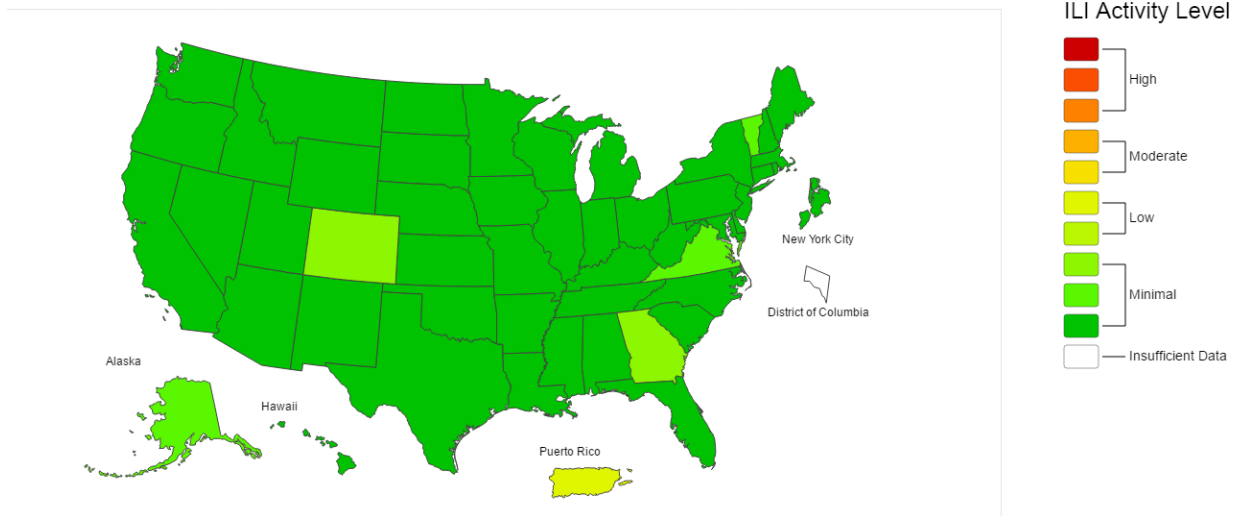 ILI Activity Level
High
Moderate
Low
Minimal
Insufficient Data
New York City
District of Columbia
Alaska
Hawaii
Puerto Rico